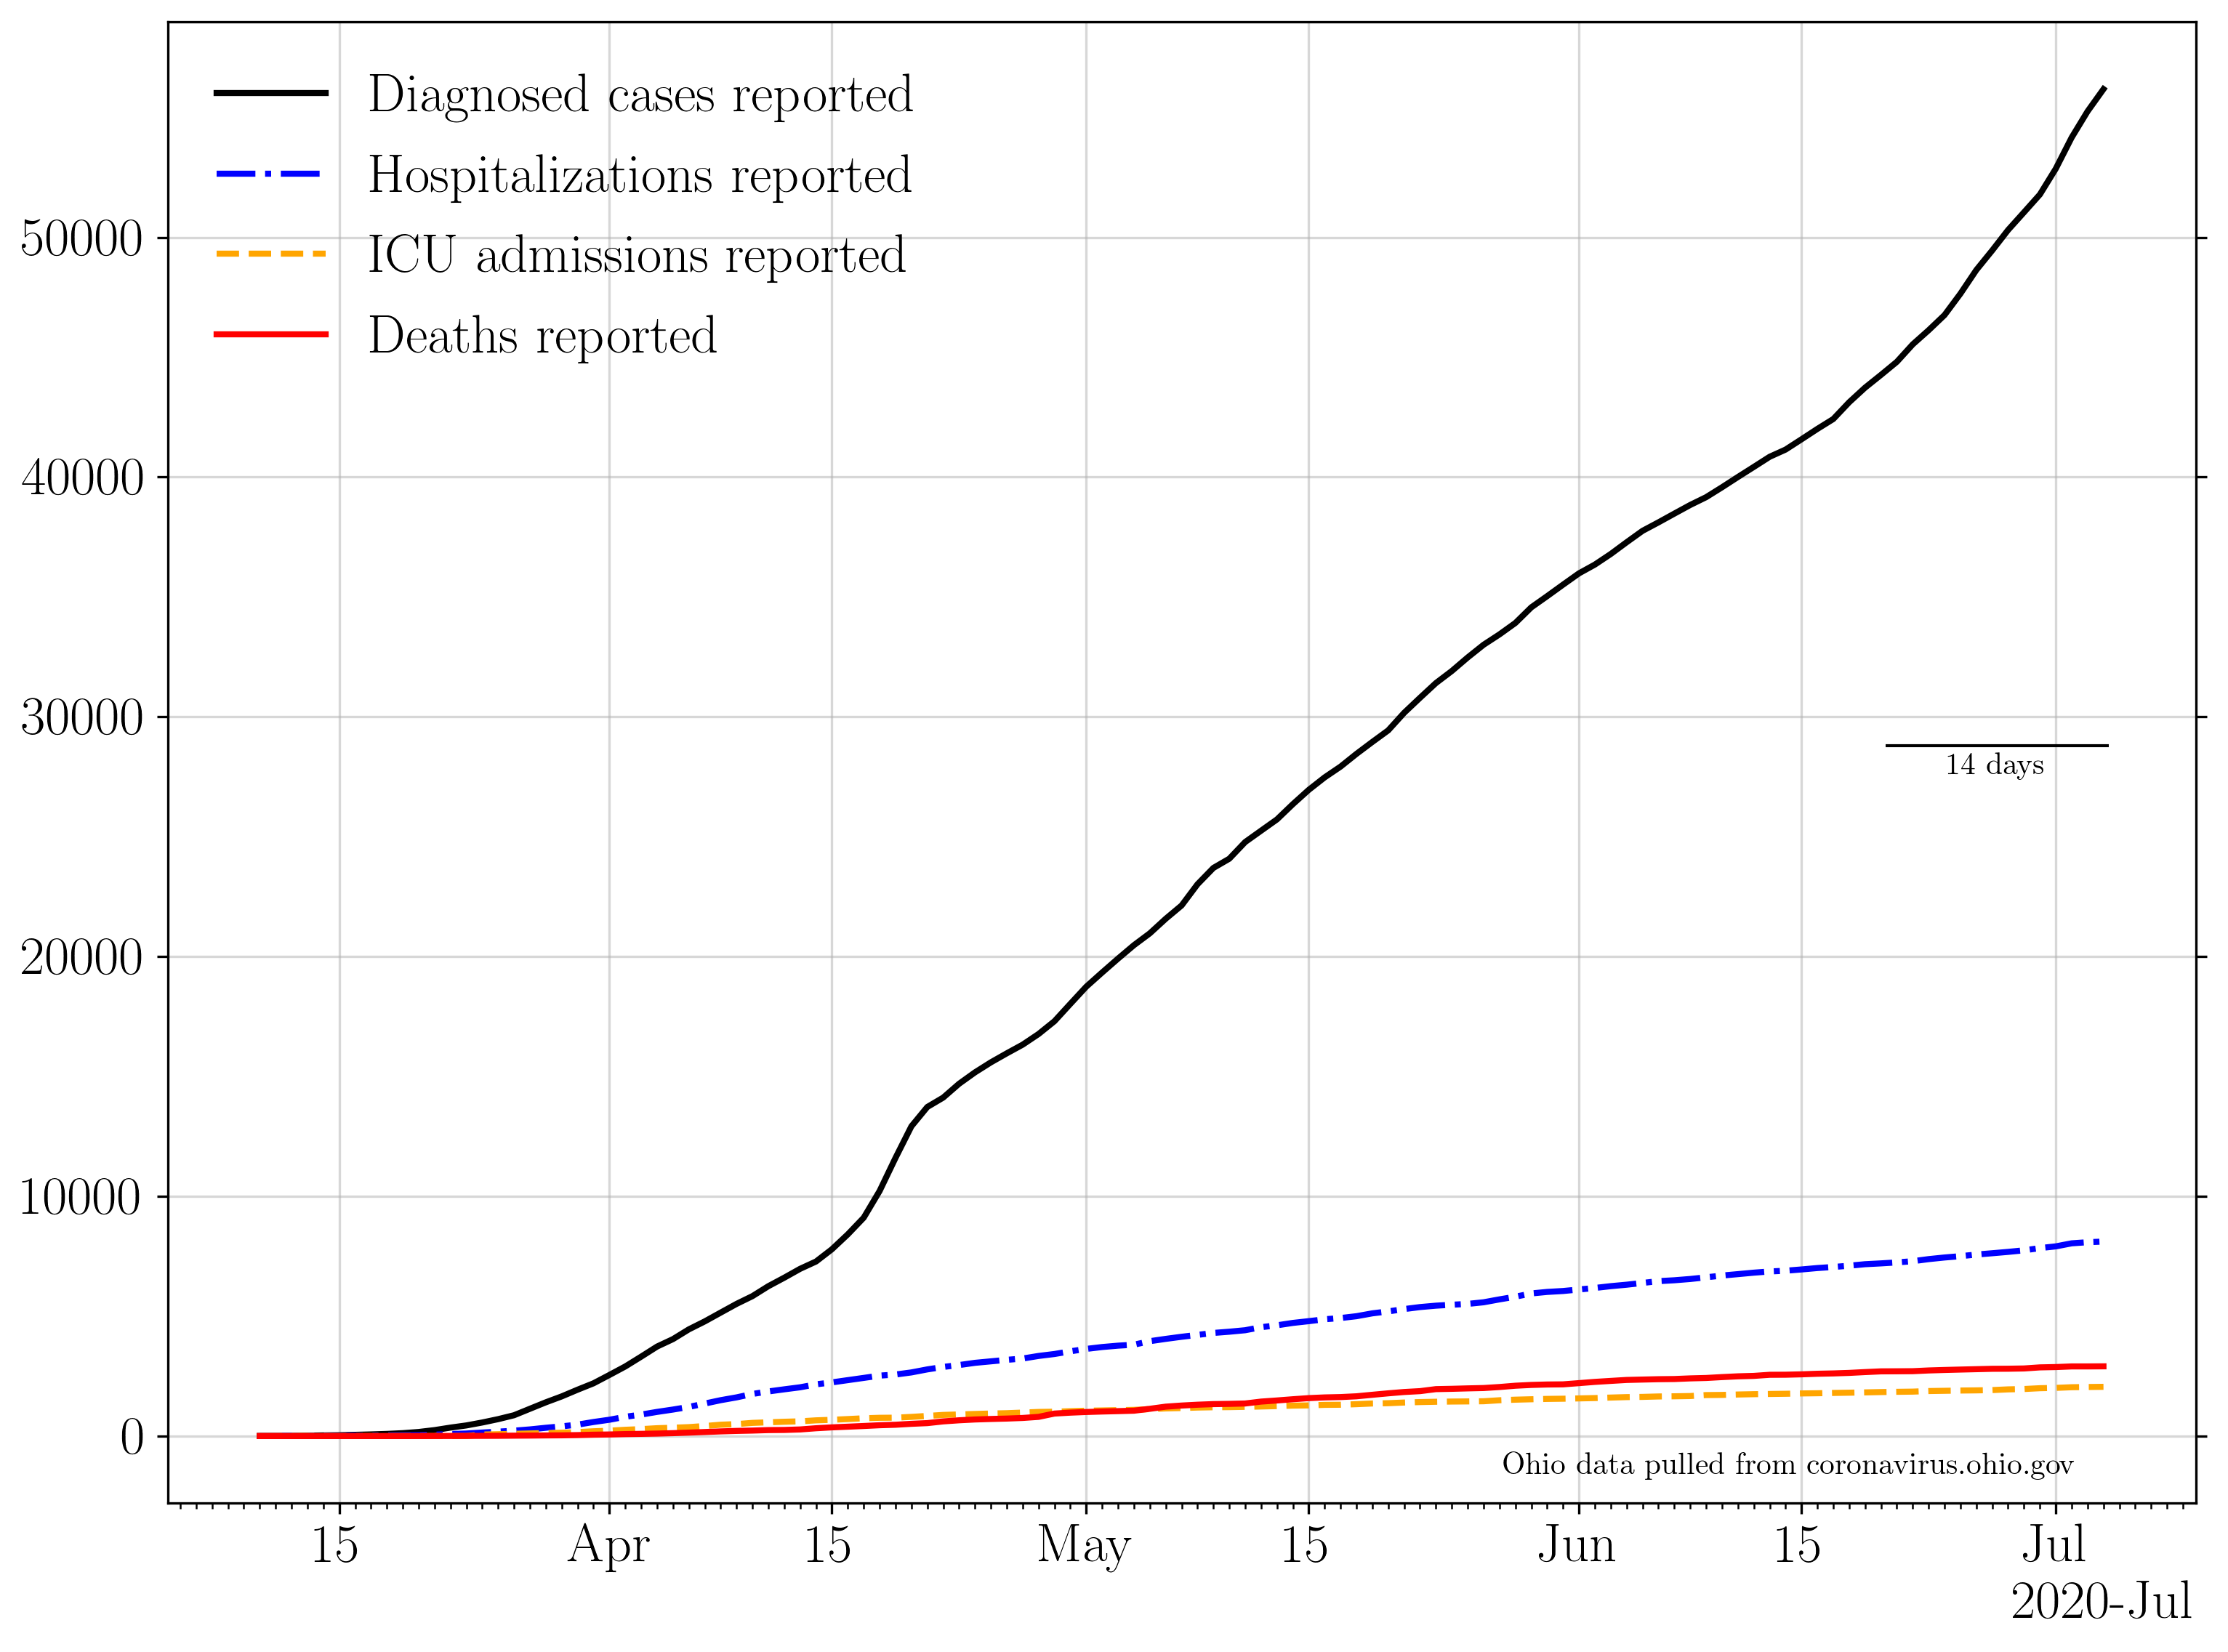 Diagnosed cases reported
Hospitalizations reported
ICU admissions reported
Deaths reported
50000
40000
30000
20000
10000
0
14 days
Ohio data pulled from coronavirus.ohio.gov
15 Apr 15 May 15 Jun 15 Jul
2020-Jul